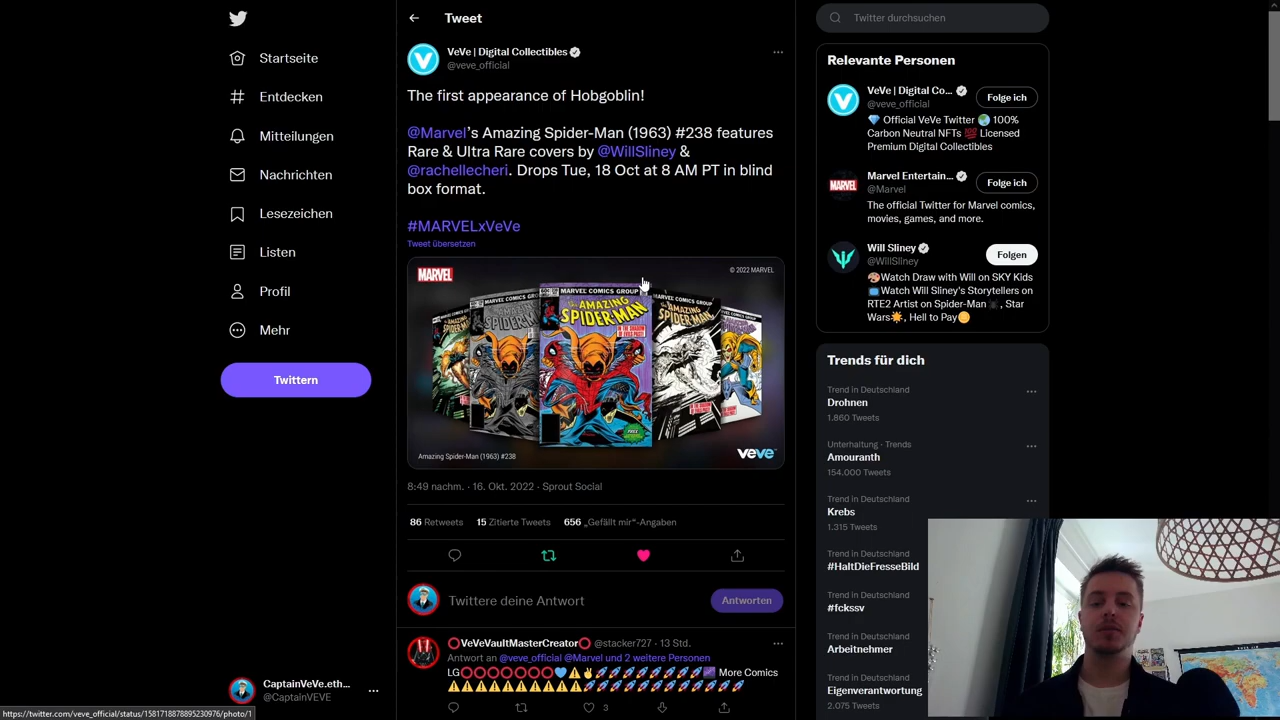 Startseite
Entdecken
Mitteilungen
Nachrichten
Lesezeichen
Listen
Profil
Mehr
Twittern
CaptainVeVe.eth...
@CaptainVEVE
https://twitter.com/veve_official/status/1581718878895230976/photo/1
Tweet
VeVe | Digital Collectibles
@veve_official
The first appearance of Hobgoblin!
@Marvel's Amazing Spider-Man (1963) #238 features
Rare & Ultra Rare covers by @WillSliney &
@rachellecheri. Drops Tue, 18 Oct at 8 AM PT in blind
box format.
#MARVELxVeVe
Tweet übersetzen
MARVEL
© 2022 MARVEL
MARVEL COMICS GROUP
THE AMAZING
SPIDER-MAN
Amazing Spider-Man (1963) #238
veve
8:49 nachm. · 16. Okt. 2022 · Sprout Social
86 Retweets 15 Zitierte Tweets 656 „Gefällt mir“-Angaben
Twittere deine Antwort
Antworten
VeVeVaultMasterCreator @stacker727 · 13 Std.
Antwort an @veve_official @Marvel und 2 weitere Personen
LG⭕⭕⭕⭕⭕⭕⭕💙⚠️✌️🚀🚀🚀🚀🚀🚀🚀🚀🌌 More Comics
⚠️⚠️⚠️⚠️⚠️⚠️⚠️⚠️⚠️⚠️🚀🚀🚀🚀🚀🚀🚀🚀🚀🚀🚀🚀
3
Twitter durchsuchen
Relevante Personen
VeVe | Digital Co...
@veve_official
Folge ich
💎 Official VeVe Twitter 🌏 100%
Carbon Neutral NFTs 💯 Licensed
Premium Digital Collectibles
MARVEL
Marvel Entertain...
@Marvel
Folge ich
The official Twitter for Marvel comics,
movies, games, and more.
Will Sliney
@WillSliney
Folgen
🎨Watch Draw with Will on SKY Kids
📺Watch Will Sliney's Storytellers on
RTE2 Artist on Spider-Man🕷, Star
Wars☀️, Hell to Pay🪙
Trends für dich
Trend in Deutschland
Drohnen
1.860 Tweets
Unterhaltung · Trends
Amouranth
154.000 Tweets
Trend in Deutschland
Krebs
1.315 Tweets
Trend in Deutschland
#HaltDieFresseBild
Trend in Deutschland
#fckssv
Trend in Deutschland
Arbeitnehmer
Trend in Deutschland
Eigenverantwortung
2.075 Tweets